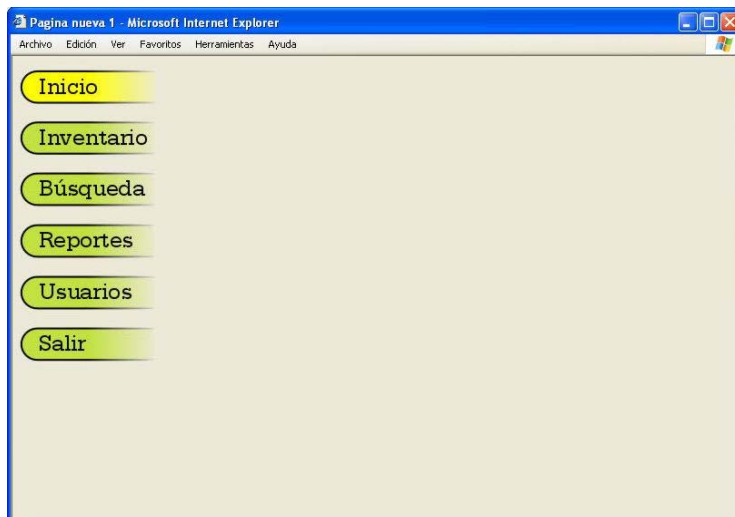 Pagina nueva 1 - Microsoft Internet Explorer
Archivo Edición Ver Favoritos Herramientas Ayuda
Inicio
Inventario
Búsqueda
Reportes
Usuarios
Salir